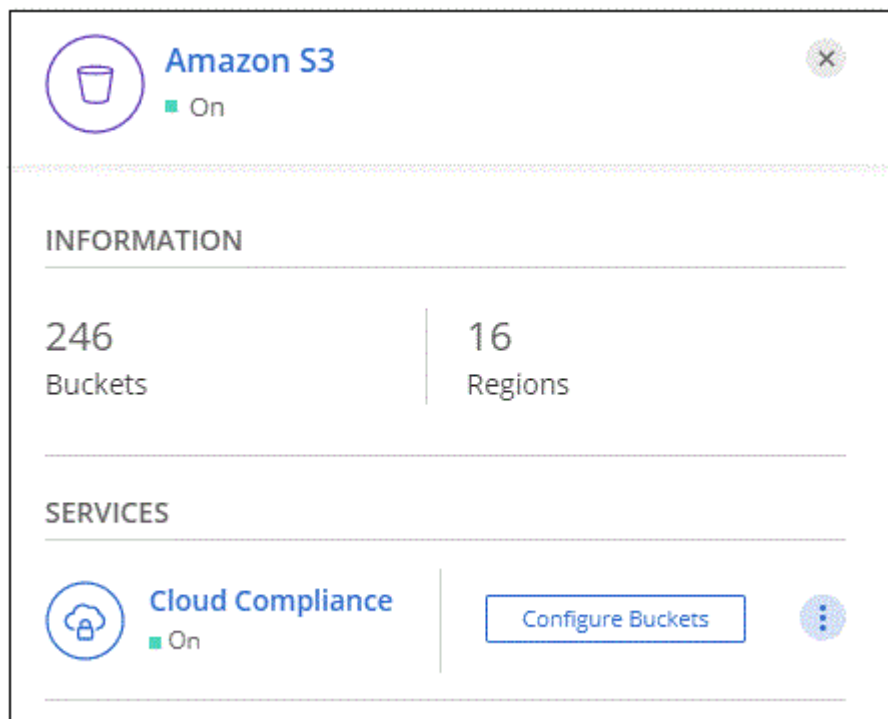 Amazon S3
On
INFORMATION
246
Buckets
16
Regions
SERVICES
Cloud Compliance
On
Configure Buckets